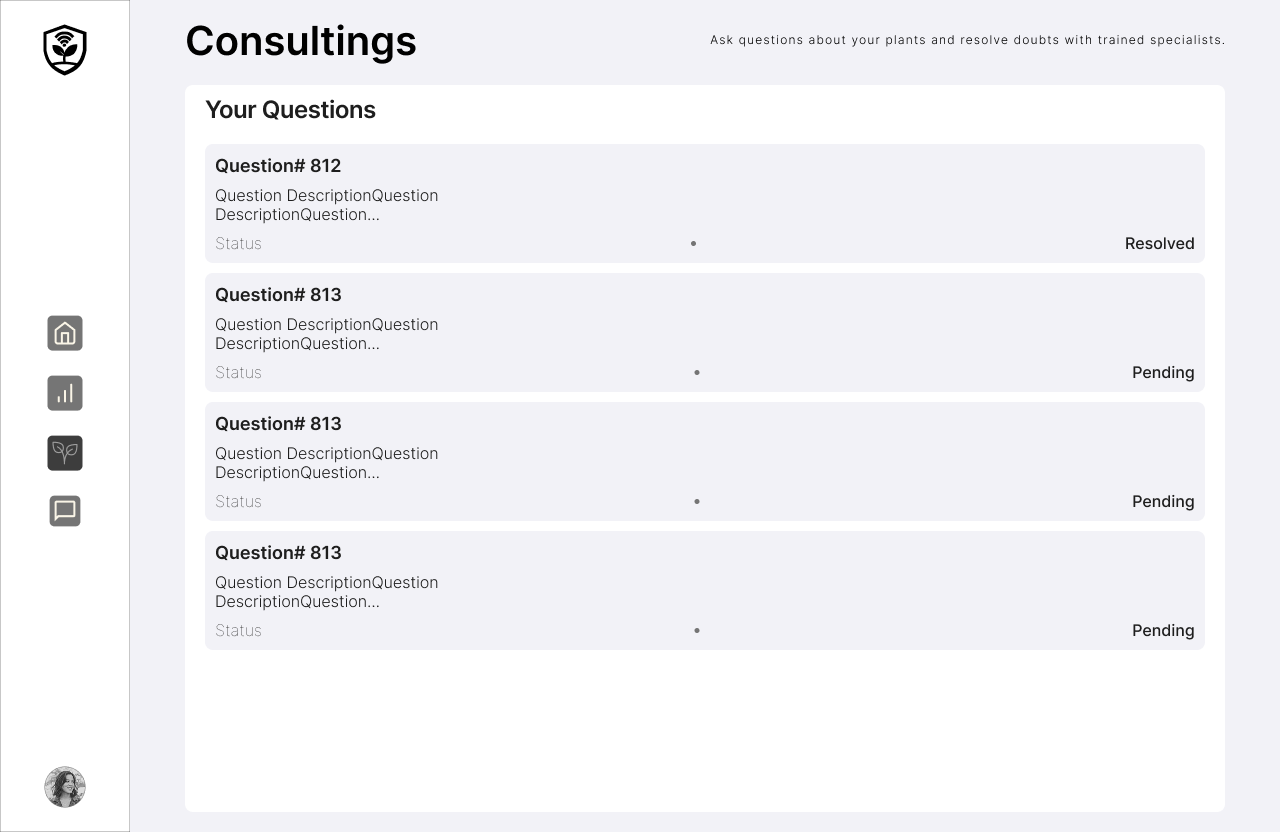 Consultings
Ask questions about your plants and resolve doubts with trained specialists.
Your Questions
Question# 812
Question DescriptionQuestion
DescriptionQuestion...
Status • Resolved
Question# 813
Question DescriptionQuestion
DescriptionQuestion...
Status • Pending
Question# 813
Question DescriptionQuestion
DescriptionQuestion...
Status • Pending
Question# 813
Question DescriptionQuestion
DescriptionQuestion...
Status • Pending